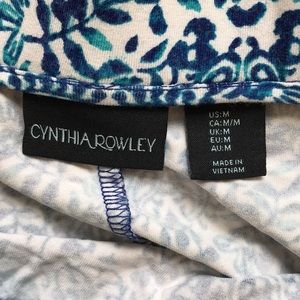 CYNTHIA ROWLEY
US:M
CA:M/M
UK:M
EU:M
AU:M
MADE IN
VIETNAM